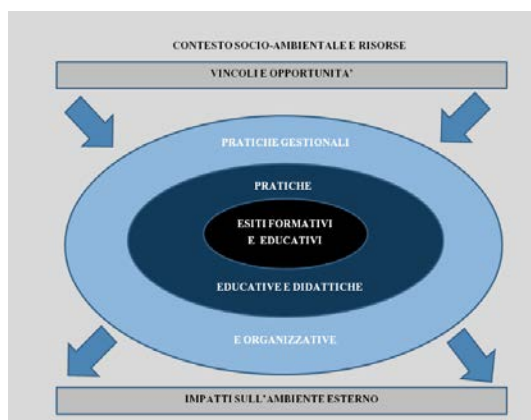 CONTESTO SOCIO-AMBIENTALE E RISORSE
VINCOLI E OPPORTUNITA'
PRATICHE GESTIONALI
PRATICHE
ESITI FORMATIVI
E EDUCATIVI
EDUCATIVE E DIDATTICHE
E ORGANIZZATIVE
IMPATTI SULL'AMBIENTE ESTERNO